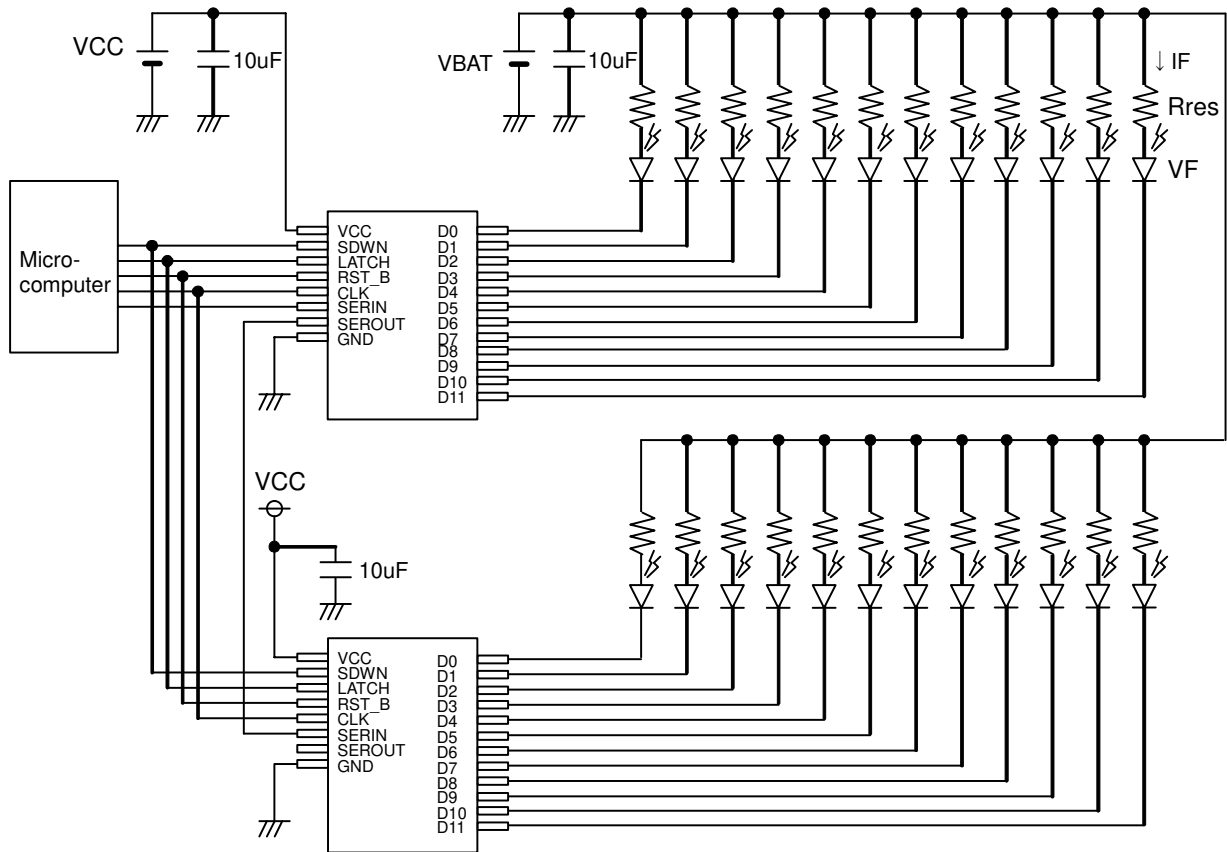 VCC
10uF
VBAT
10uF
↓ IF
Rres
VF
Micro-
computer
VCC
SDWN
LATCH
RST_B
CLK
SERIN
SEROUT
GND
D0
D1
D2
D3
D4
D5
D6
D7
D8
D9
D10
D11
VCC
10uF
VCC
SDWN
LATCH
RST_B
CLK
SERIN
SEROUT
GND
D0
D1
D2
D3
D4
D5
D6
D7
D8
D9
D10
D11